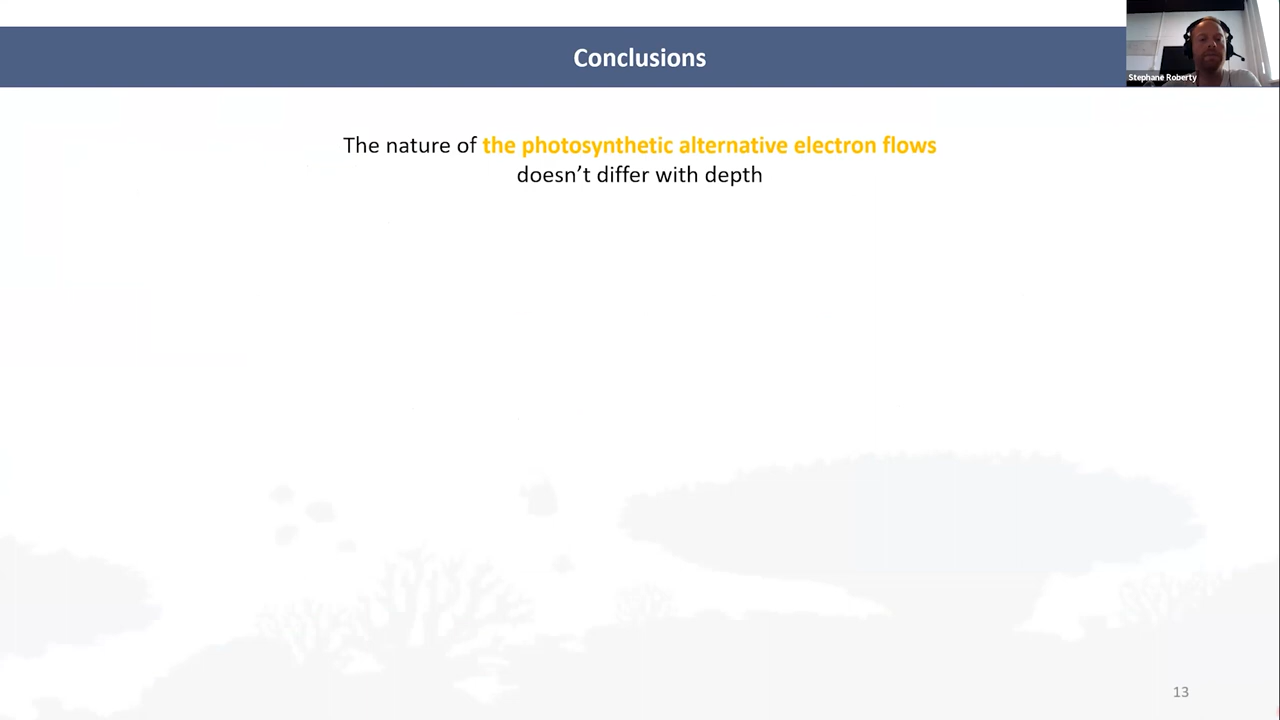 Conclusions
Stephane Roberty
The nature of the photosynthetic alternative electron flows
doesn’t differ with depth
13